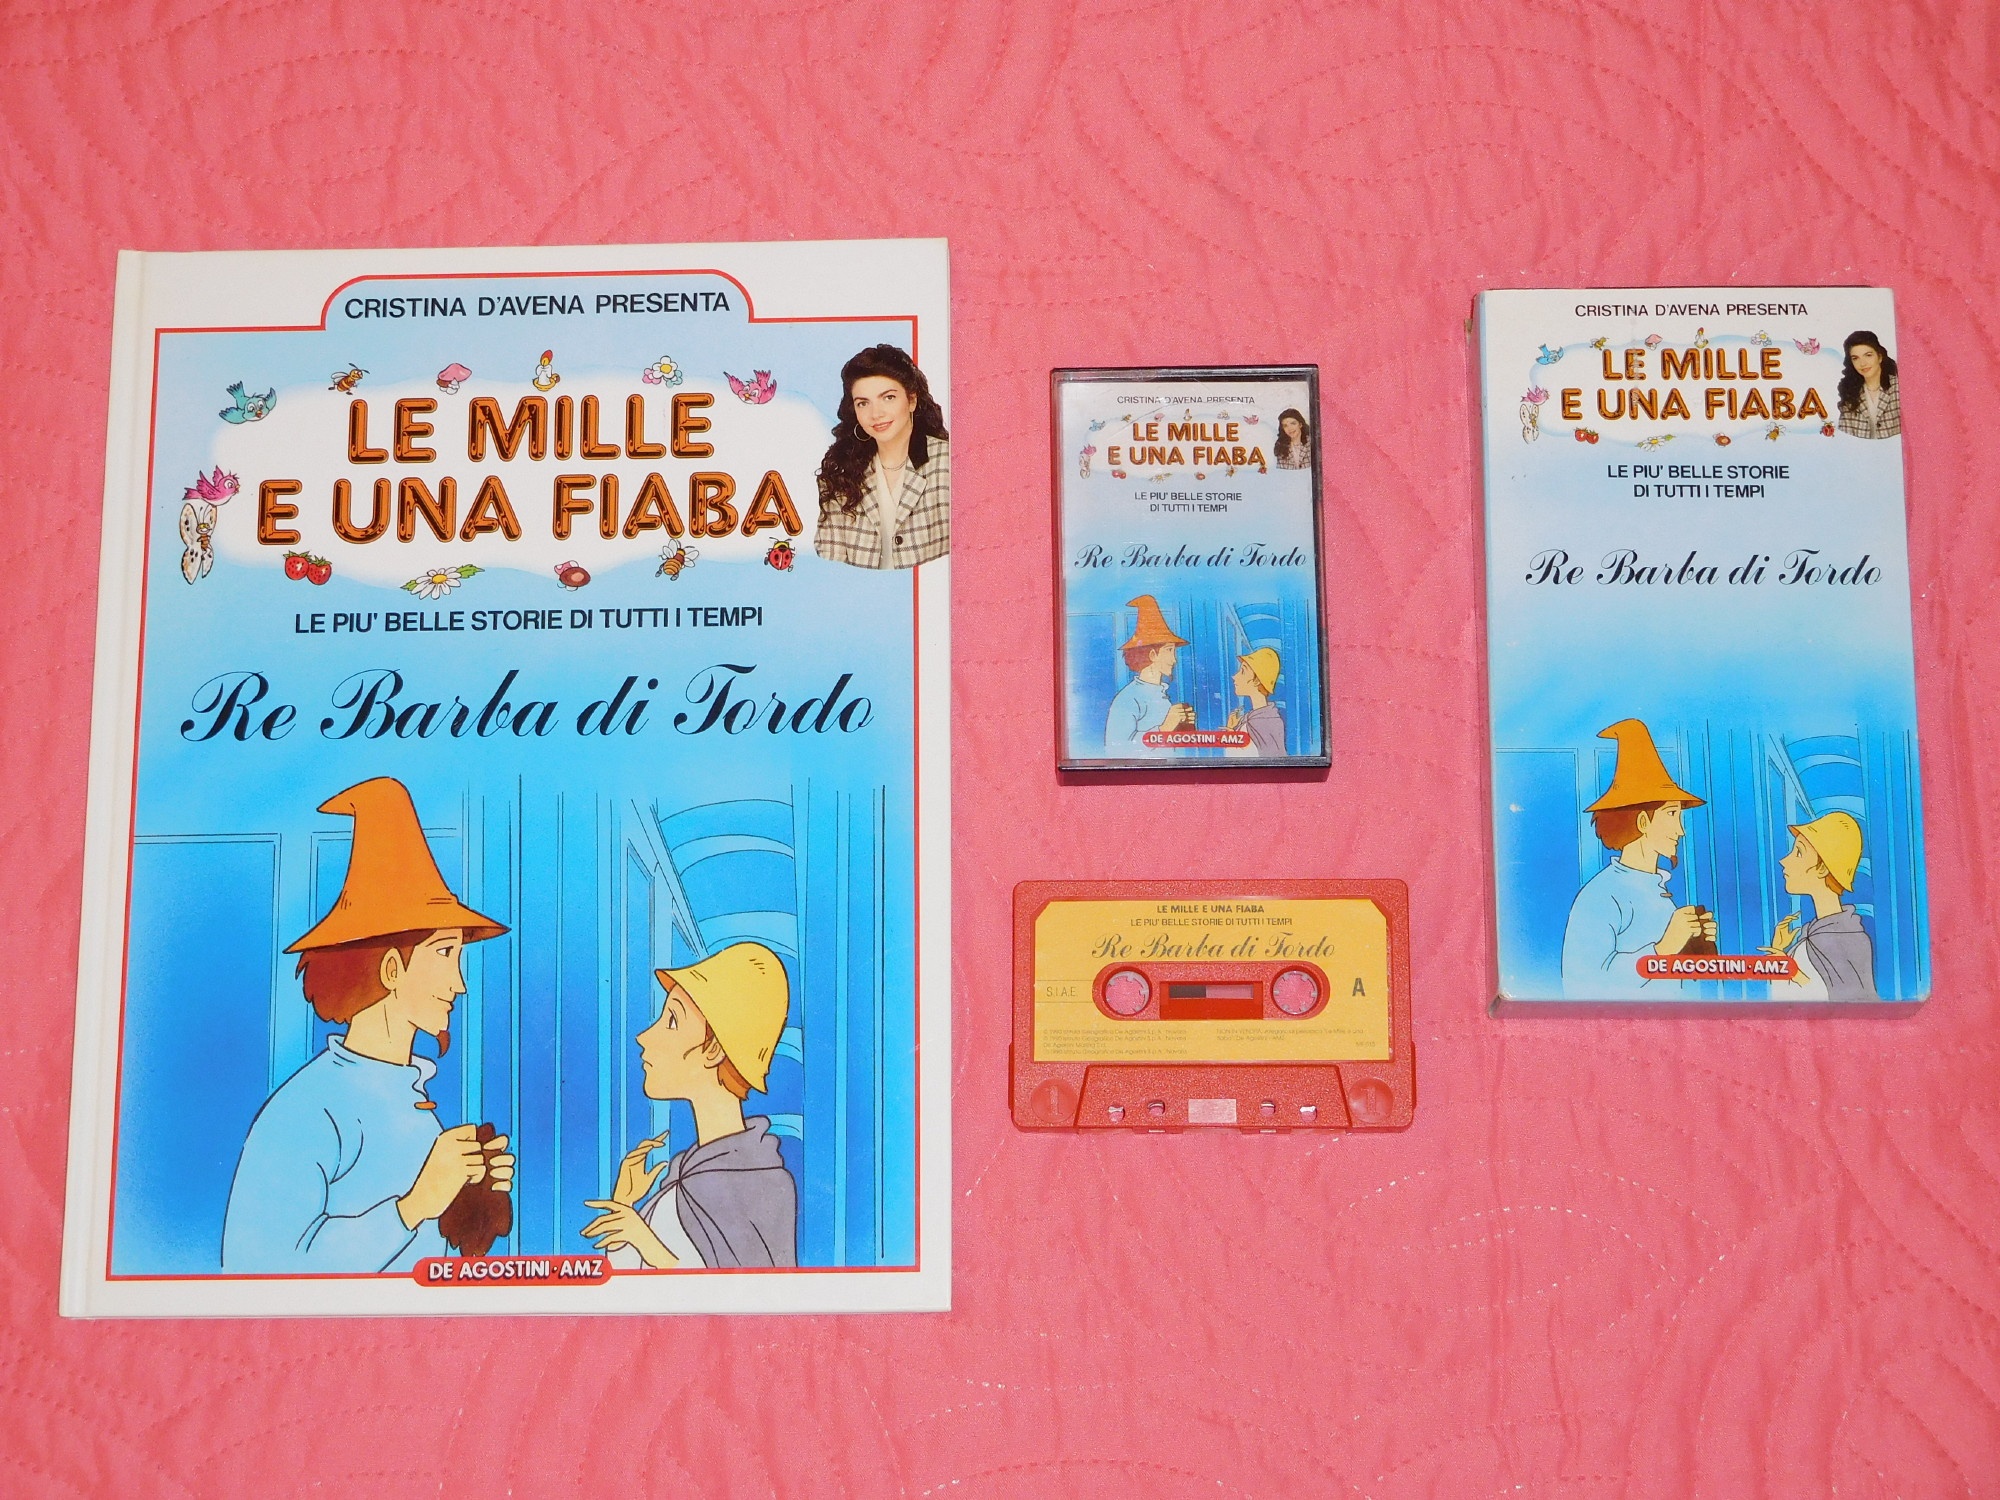 CRISTINA D'AVENA PRESENTA
LE MILLE
E UNA FIABA
LE PIU' BELLE STORIE DI TUTTI I TEMPI
Re Barba di Tordo
DE AGOSTINI·AMZ
CRISTINA D'AVENA PRESENTA
LE MILLE
E UNA FIABA
LE PIU' BELLE STORIE
DI TUTTI I TEMPI
Re Barba di Tordo
DE AGOSTINI·AMZ
LE MILLE E UNA FIABA
LE PIU' BELLE STORIE DI TUTTI I TEMPI
Re Barba di Tordo
S.I.A.E.
A
CRISTINA D'AVENA PRESENTA
LE MILLE
E UNA FIABA
LE PIU' BELLE STORIE
DI TUTTI I TEMPI
Re Barba di Tordo
DE AGOSTINI·AMZ